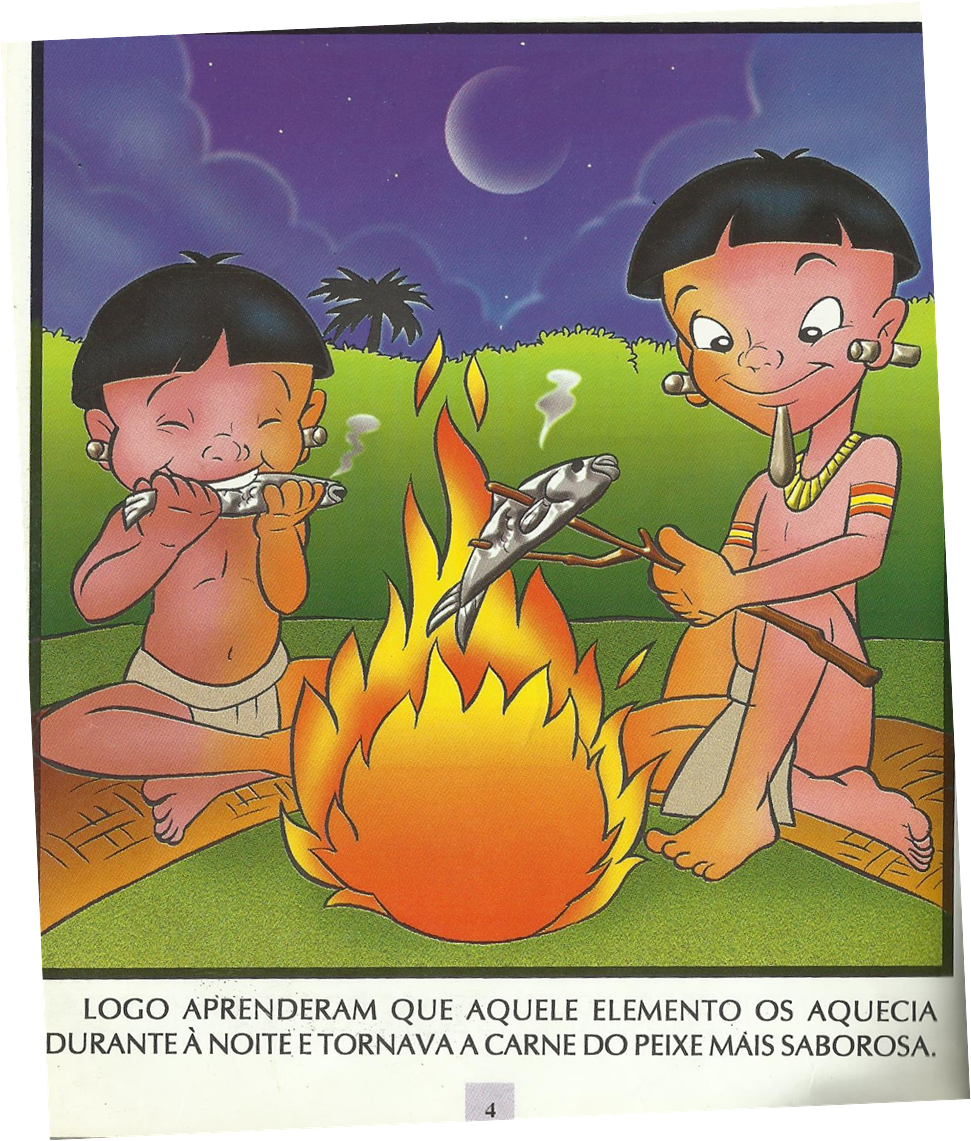 LOGO APRENDERAM QUE AQUELE ELEMENTO OS AQUECIA
DURANTE À NOITE E TORNAVA A CARNE DO PEIXE MAIS SABOROSA.
4